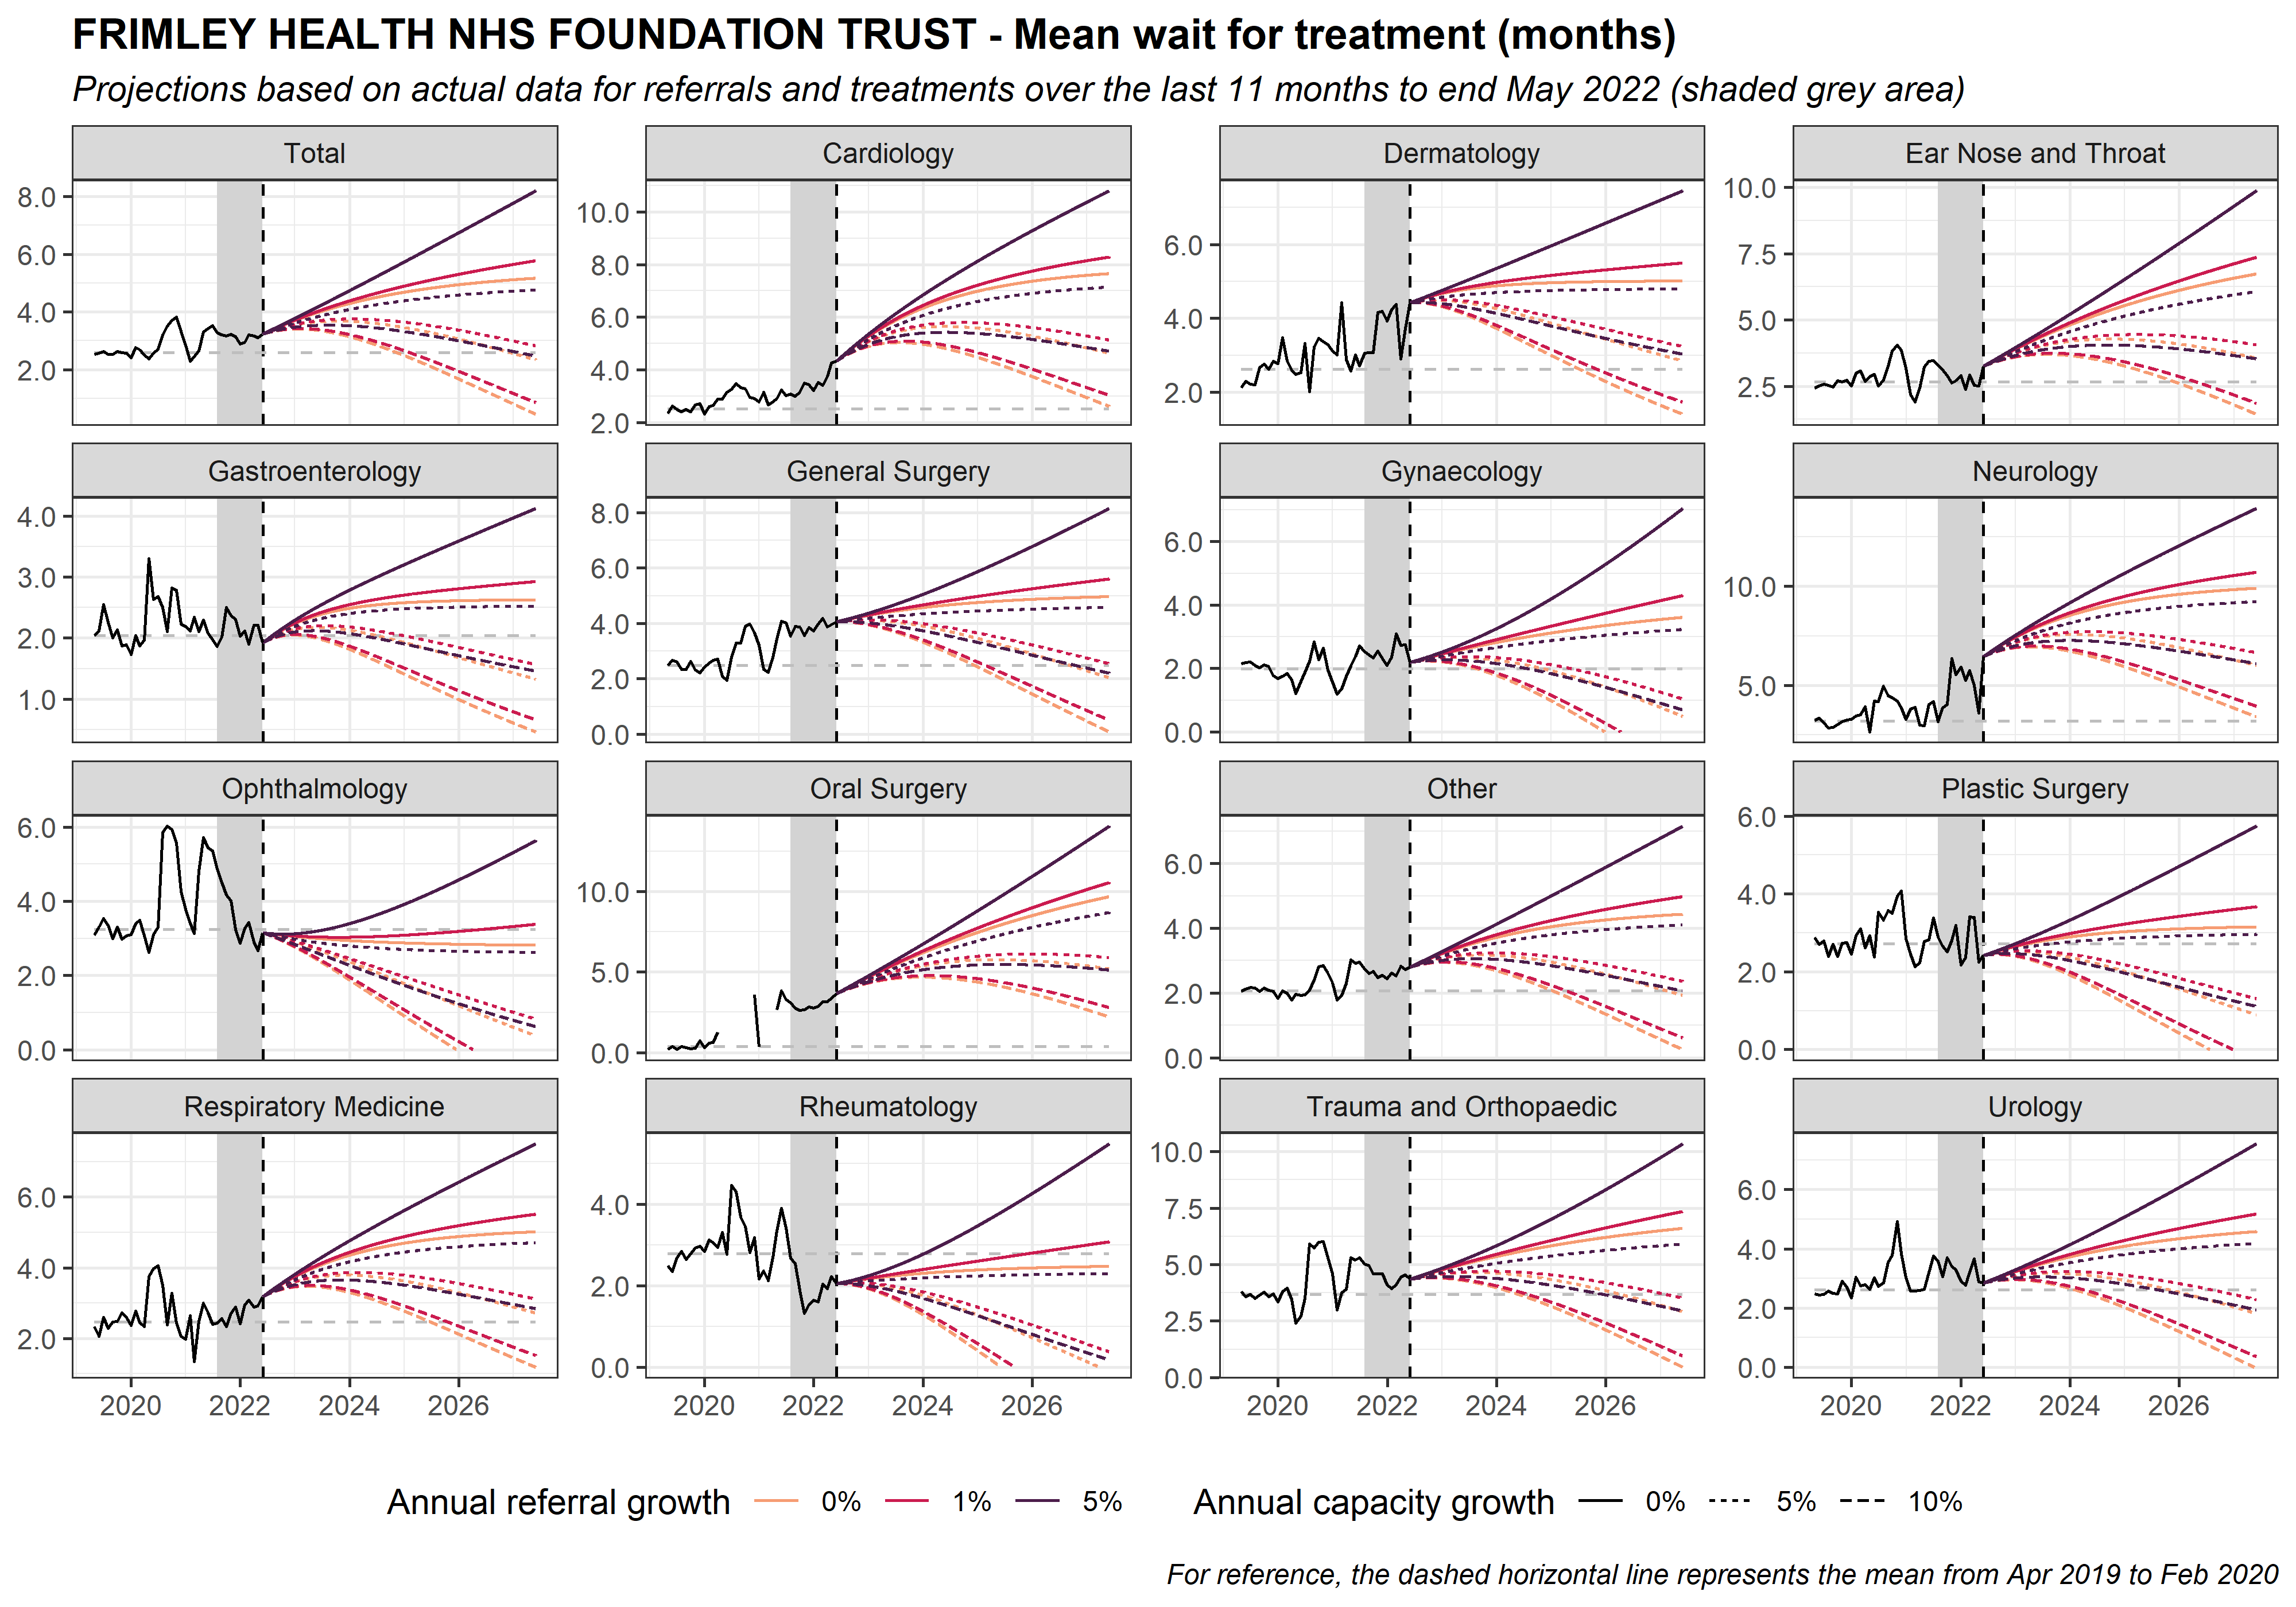 FRIMLEY HEALTH NHS FOUNDATION TRUST - Mean wait for treatment (months)
Projections based on actual data for referrals and treatments over the last 11 months to end May 2022 (shaded grey area)
Total
Cardiology
Dermatology
Ear Nose and Throat
8.0
6.0
4.0
2.0
10.0
8.0
6.0
4.0
2.0
6.0
4.0
2.0
10.0
7.5
5.0
2.5
Gastroenterology
General Surgery
Gynaecology
Neurology
4.0
3.0
2.0
1.0
8.0
6.0
4.0
2.0
0.0
6.0
4.0
2.0
0.0
10.0
5.0
Ophthalmology
Oral Surgery
Other
Plastic Surgery
6.0
4.0
2.0
0.0
10.0
5.0
0.0
6.0
4.0
2.0
0.0
6.0
4.0
2.0
0.0
Respiratory Medicine
Rheumatology
Trauma and Orthopaedic
Urology
6.0
4.0
2.0
4.0
2.0
0.0
10.0
7.5
5.0
2.5
0.0
6.0
4.0
2.0
0.0
2020 2022 2024 2026
2020 2022 2024 2026
2020 2022 2024 2026
2020 2022 2024 2026
Annual referral growth 0% 1% 5%
Annual capacity growth 0% 5% 10%
For reference, the dashed horizontal line represents the mean from Apr 2019 to Feb 2020